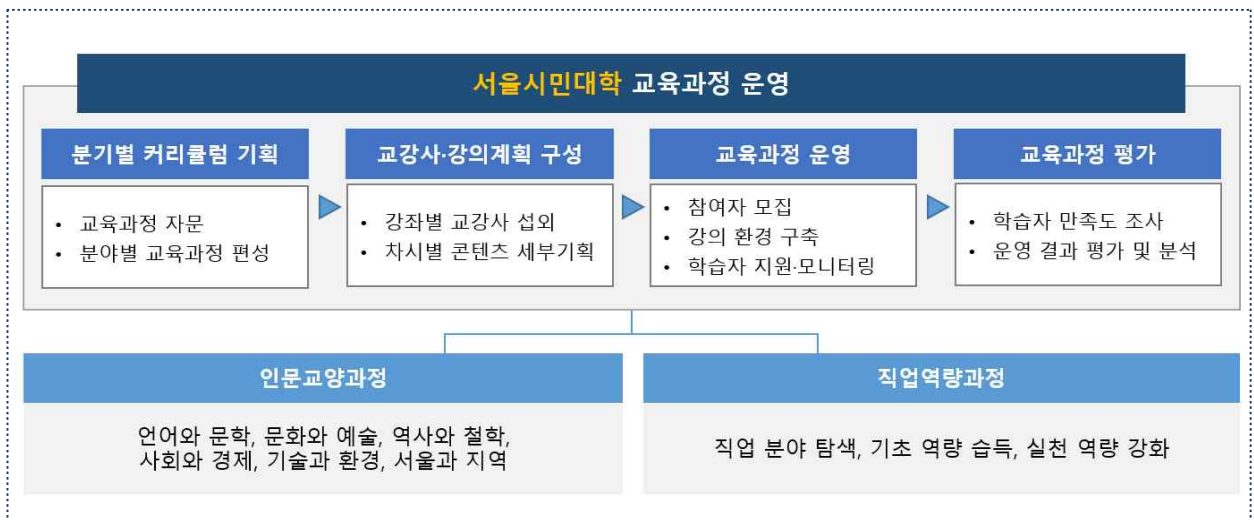 서울시민대학 교육과정 운영
분기별 커리큘럼 기획
• 교육과정 자문
• 분야별 교육과정 편성
교강사·강의계획 구성
• 강좌별 교강사 섭외
• 차시별 콘텐츠 세부기획
교육과정 운영
• 참여자 모집
• 강의 환경 구축
• 학습자 지원·모니터링
교육과정 평가
• 학습자 만족도 조사
• 운영 결과 평가 및 분석
인문교양과정
언어와 문학, 문화와 예술, 역사와 철학,
사회와 경제, 기술과 환경, 서울과 지역
직업역량과정
직업 분야 탐색, 기초 역량 습득, 실천 역량 강화